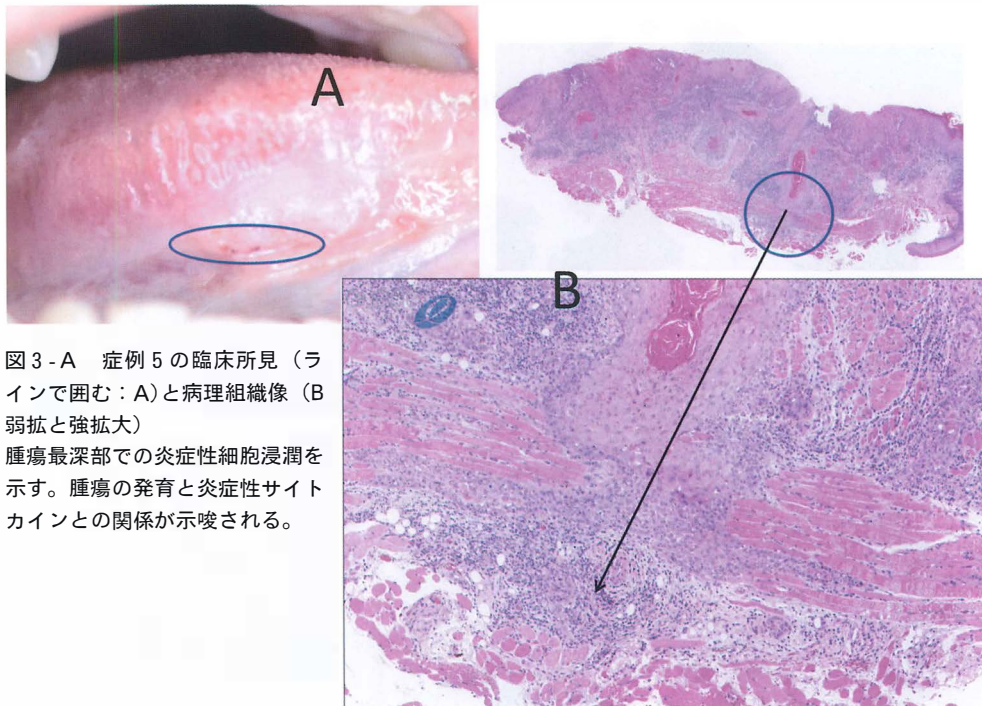 A
B
図3-A 症例5の臨床所見(ラ
インで囲む:A)と病理組織像(B
弱拡と強拡大)
腫瘍最深部での炎症性細胞浸潤を
示す。腫瘍の発育と炎症性サイト
カインとの関係が示唆される。